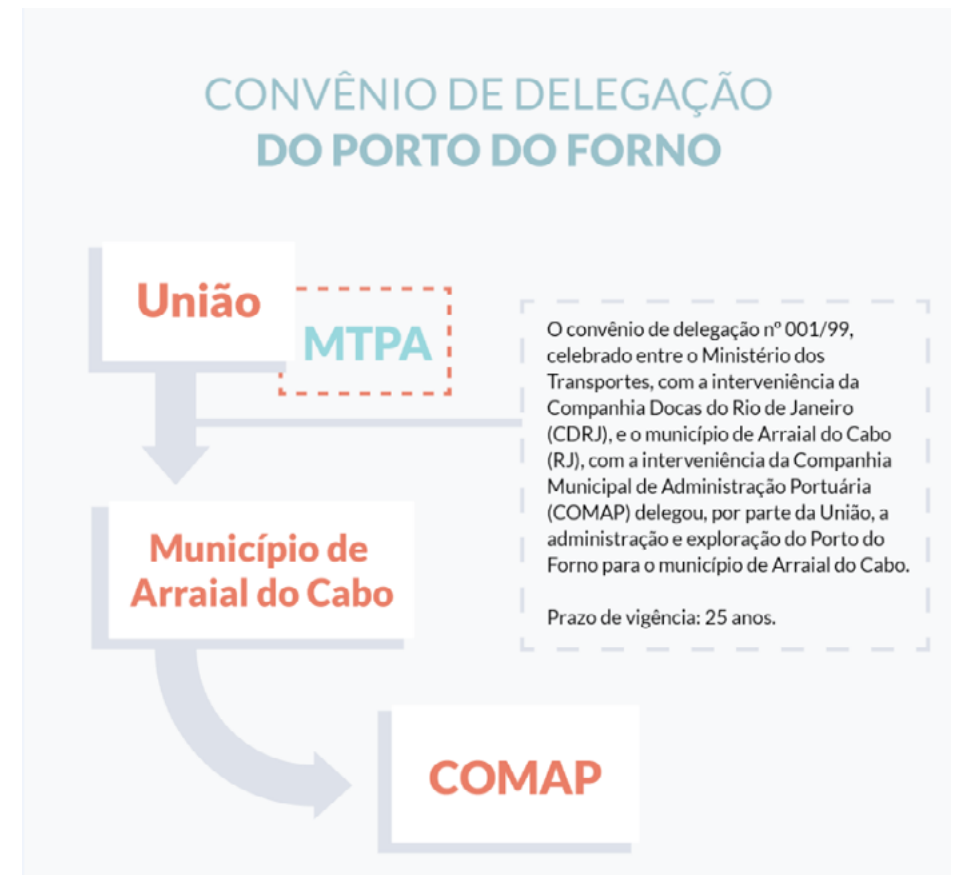 CONVÊNIO DE DELEGAÇÃO
DO PORTO DO FORNO
União
MTPA
O convênio de delegação nº 001/99,
celebrado entre o Ministério dos
Transportes, com a interveniência da
Companhia Docas do Rio de Janeiro
(CDRJ), e o município de Arraial do Cabo
(RJ), com a interveniência da Companhia
Municipal de Administração Portuária
(COMAP) delegou, por parte da União, a
administração e exploração do Porto do
Forno para o município de Arraial do Cabo.
Prazo de vigência: 25 anos.
Município de
Arraial do Cabo
COMAP